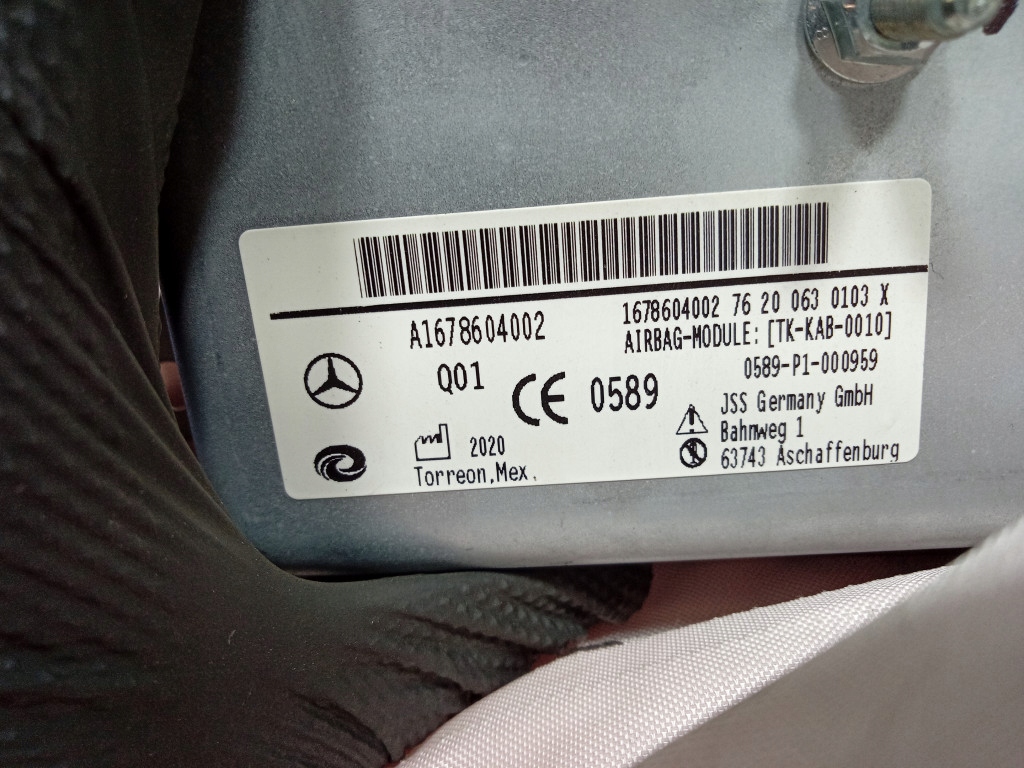 A1678604002
Q01
CE 0589
2020
Torreon,Mex.
1678604002 76 20 063 0103 X
AIRBAG-MODULE: [TK-KAB-0010]
0589-P1-000959
JSS Germany GmbH
Bahnweg 1
63743 Aschaffenburg